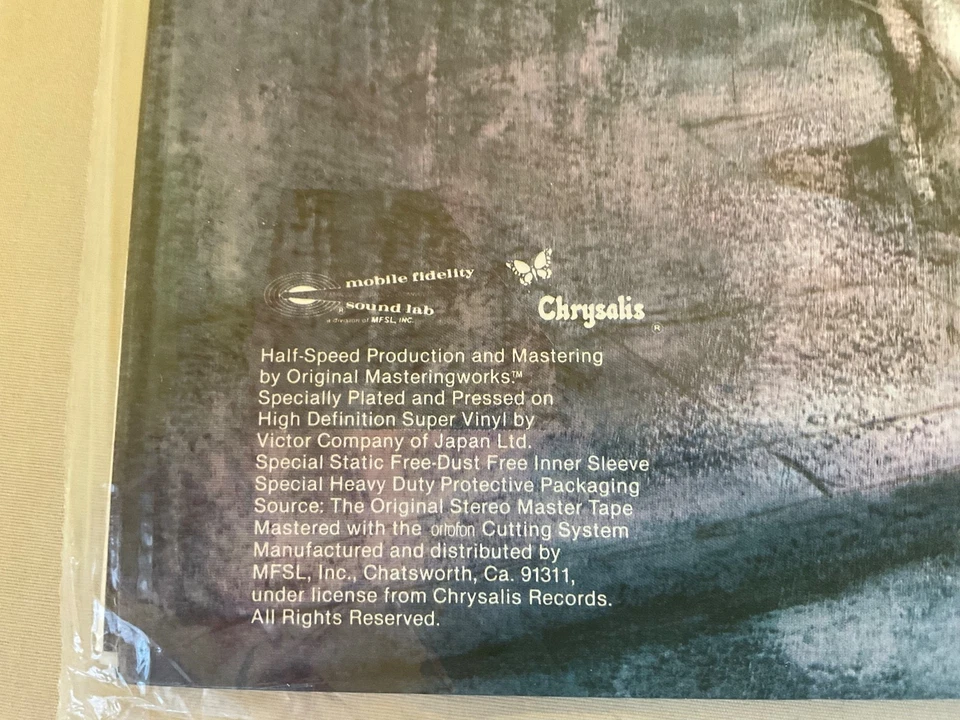 mobile fidelity
sound lab
a division of MFSL, INC.
Chrysalis
®
Half-Speed Production and Mastering
by Original Masteringworks.™
Specially Plated and Pressed on
High Definition Super Vinyl by
Victor Company of Japan Ltd.
Special Static Free-Dust Free Inner Sleeve
Special Heavy Duty Protective Packaging
Source: The Original Stereo Master Tape
Mastered with the ortofon Cutting System
Manufactured and distributed by
MFSL, Inc., Chatsworth, Ca. 91311,
under license from Chrysalis Records.
All Rights Reserved.